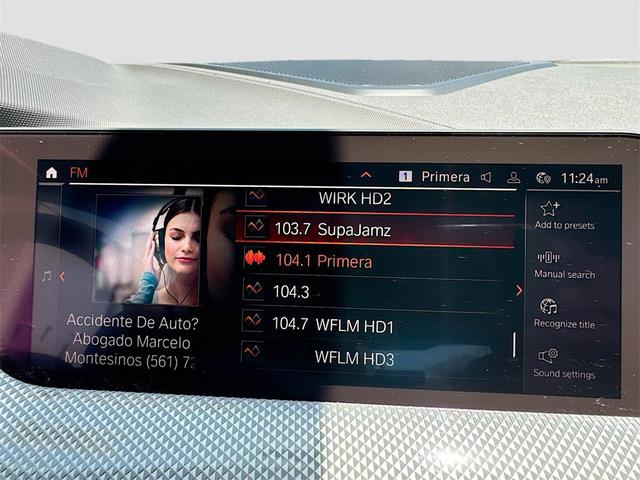 FM
1 Primera
11:24am
WIRK HD2
103.7 SupaJamz
104.1 Primera
104.3
104.7 WFLM HD1
WFLM HD3
Accidente De Auto?
Abogado Marcelo
Montesinos (561) 72
Add to presets
Manual search
Recognize title
Sound settings